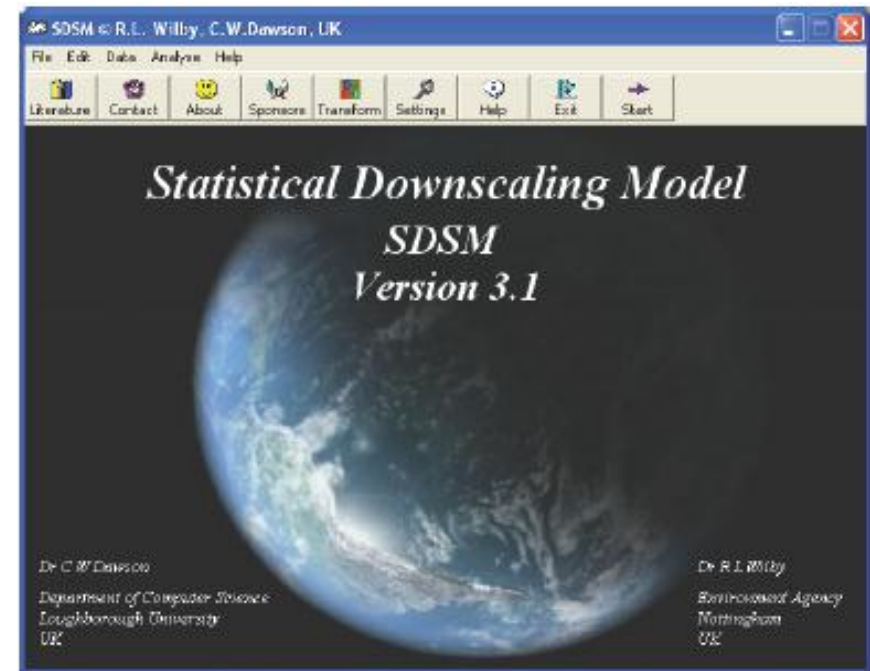 SDSM © R.L. Wilby, C.W.Dawson, UK
File Edit Data Analyse Help
Literature Contact About Sponsors Transform Settings Help Exit Start
Statistical Downscaling Model
SDSM
Version 3.1
Dr C W Dawson
Department of Computer Science
Loughborough University
UK
Dr R L Wilby
Environment Agency
Nottingham
UK